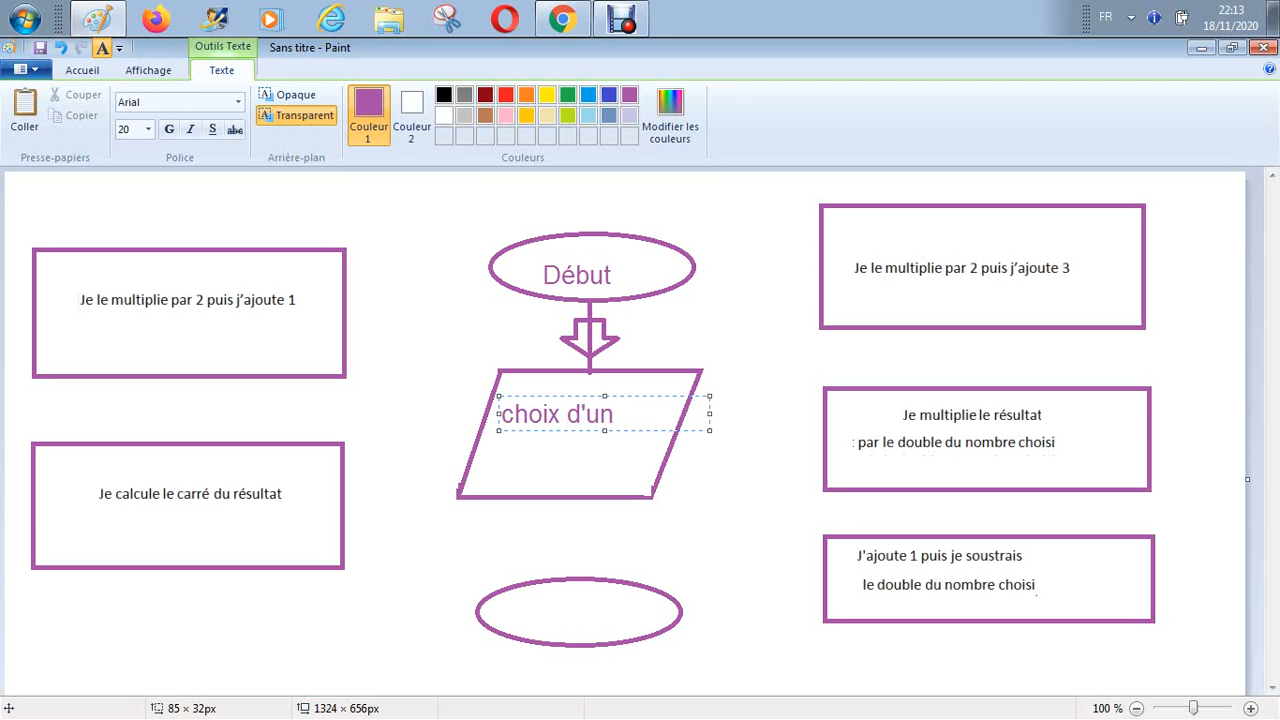 FR
22:13
18/11/2020
Outils Texte
Sans titre - Paint
Accueil
Affichage
Texte
Coller
Couper
Copier
Presse-papiers
Arial
20
G I S abc
Police
Opaque
Transparent
Arrière-plan
Couleur 1
Couleur 2
Modifier les couleurs
Couleurs
Début
Je le multiplie par 2 puis j'ajoute 3
Je le multiplie par 2 puis j'ajoute 1
choix d'un
Je multiplie le résultat
par le double du nombre choisi
Je calcule le carré du résultat
J'ajoute 1 puis je soustrais
le double du nombre choisi
85 × 32px
1324 × 656px
100 %